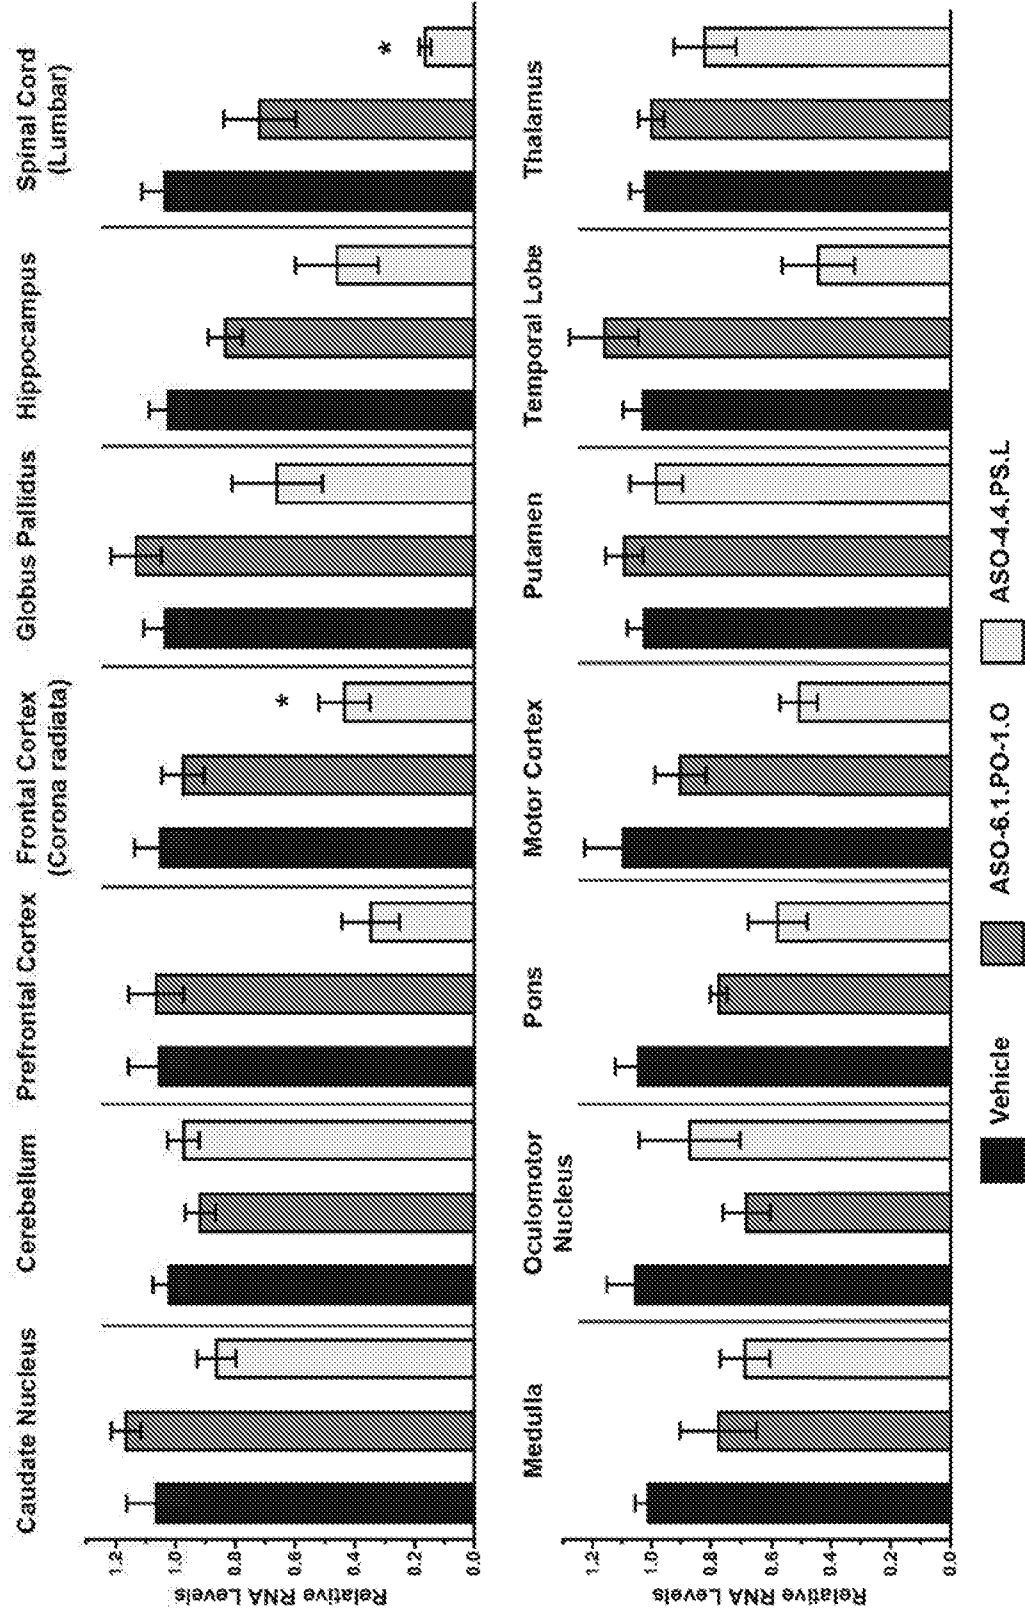 Caudate Nucleus
Cerebellum
Prefrontal Cortex
Frontal Cortex
(Corona radiata)
Globus Pallidus
Hippocampus
Spinal Cord
(Lumbar)
Relative RNA Levels
1.2
1.0
0.8
0.6
0.4
0.2
0.0
*
*
Medulla
Oculomotor
Nucleus
Pons
Motor Cortex
Putamen
Temporal Lobe
Thalamus
Relative RNA Levels
1.2
1.0
0.8
0.6
0.4
0.2
0.0
Vehicle
ASO-6.1.PO-1.O
ASO-4.4.PS.L